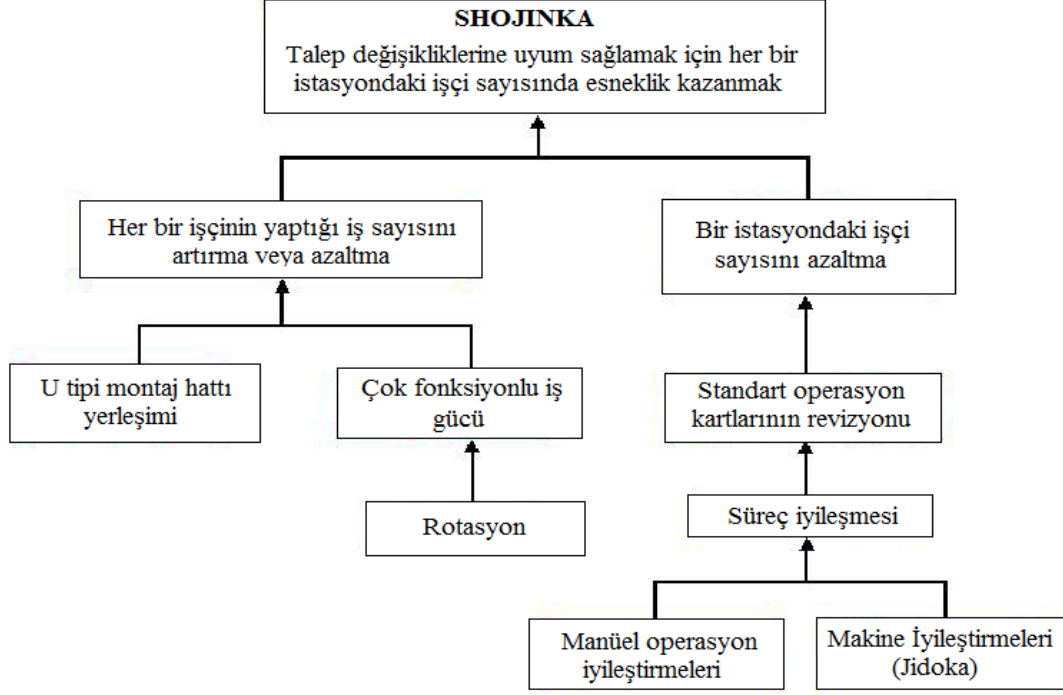 SHOJINKA
Talep değişikliklerine uyum sağlamak için her bir
istasyondaki işçi sayısında esneklik kazanmak
Her bir işçinin yaptığı iş sayısını
artırma veya azaltma
Bir istasyondaki işçi
sayısını azaltma
U tipi montaj hattı
yerleşimi
Çok fonksiyonlu iş
gücü
Standart operasyon
kartlarının revizyonu
Rotasyon
Süreç iyileşmesi
Manüel operasyon
iyileştirmeleri
Makine İyileştirmeleri
(Jidoka)